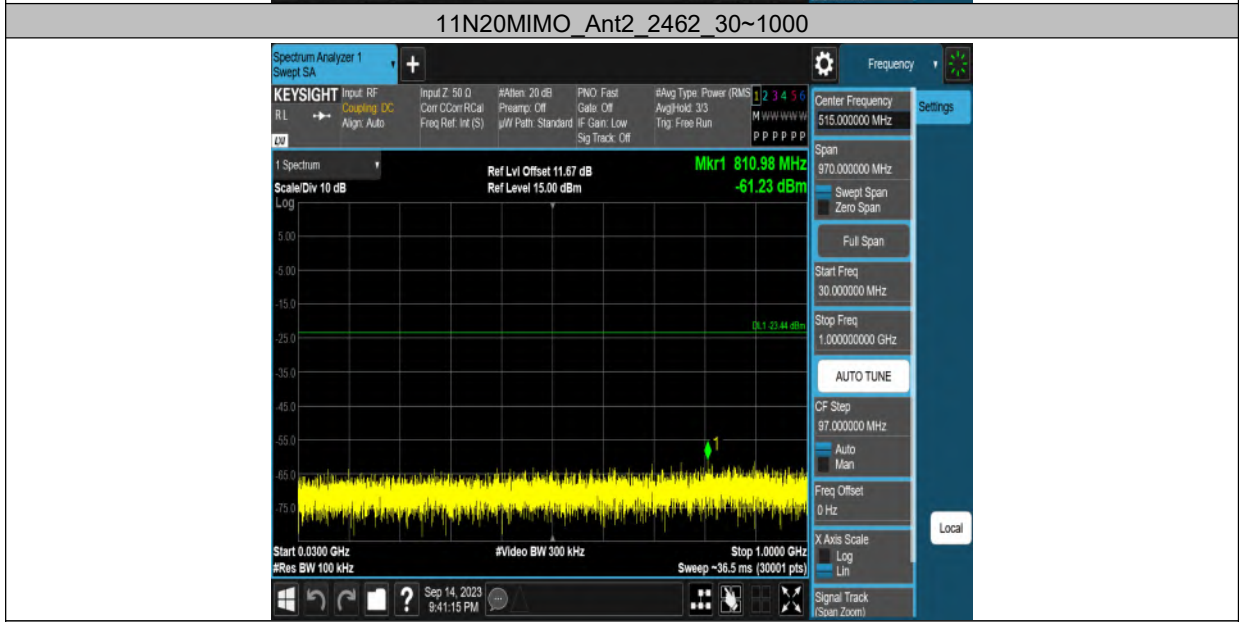 11N20MIMO_Ant2_2462_30~1000
Spectrum Analyzer 1
Swept SA
+
Frequency
KEYSIGHT
RL
LXI
Input: RF
Coupling: DC
Align: Auto
Input Z: 50 Ω
Corr CCorr RCal
Freq Ref: Int (S)
#Atten: 20 dB
Preamp: Off
µW Path: Standard
PNO: Fast
Gate: Off
IF Gain: Low
Sig Track: Off
#Avg Type: Power (RMS
Avg|Hold: 3/3
Trig: Free Run
1 2 3 4 5 6
M W W W W W
P P P P P P
1 Spectrum
Scale/Div 10 dB
Log
Ref Lvl Offset 11.67 dB
Ref Level 15.00 dBm
Mkr1 810.98 MHz
-61.23 dBm
5.00
-5.00
-15.0
DL1 -23.44 dBm
-25.0
-35.0
-45.0
-55.0
1
-65.0
-75.0
Start 0.0300 GHz
#Res BW 100 kHz
#Video BW 300 kHz
Stop 1.0000 GHz
Sweep ~36.5 ms (30001 pts)
?
Sep 14, 2023
9:41:15 PM
Center Frequency
515.000000 MHz
Settings
Span
970.000000 MHz
Swept Span
Zero Span
Full Span
Start Freq
30.000000 MHz
Stop Freq
1.000000000 GHz
AUTO TUNE
CF Step
97.000000 MHz
Auto
Man
Freq Offset
0 Hz
Local
X Axis Scale
Log
Lin
Signal Track
(Span Zoom)